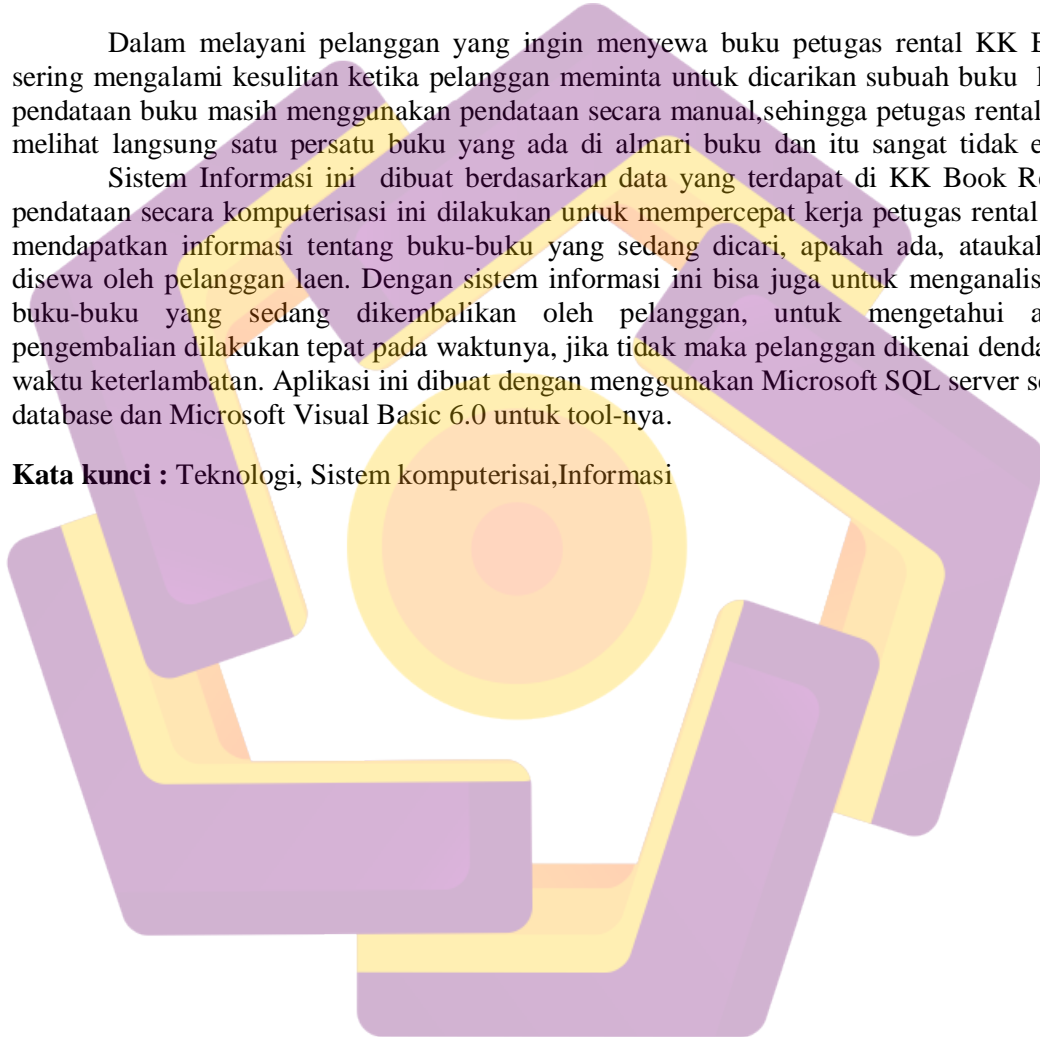 Dalam melayani pelanggan yang ingin menyewa buku petugas rental KK
sering mengalami kesulitan ketika pelanggan meminta untuk dicarikan subuah buku
pendataan buku masih menggunakan pendataan secara manual,sehingga petugas rental
melihat langsung satu persatu buku yang ada di almari buku dan itu sangat tidak
Sistem Informasi ini dibuat berdasarkan data yang terdapat di KK Book
pendataan secara komputerisasi ini dilakukan untuk mempercepat kerja petugas rental
mendapatkan informasi tentang buku-buku yang sedang dicari, apakah ada, ataukah
disewa oleh pelanggan laen. Dengan sistem informasi ini bisa juga untuk
buku-buku yang sedang dikembalikan oleh pelanggan, untuk mengetahui
pengembalian dilakukan tepat pada waktunya, jika tidak maka pelanggan dikenai denda
waktu keterlambatan. Aplikasi ini dibuat dengan menggunakan Microsoft SQL server
database dan Microsoft Visual Basic 6.0 untuk tool-nya.
Kata kunci : Teknologi, Sistem komputerisai,Informasi